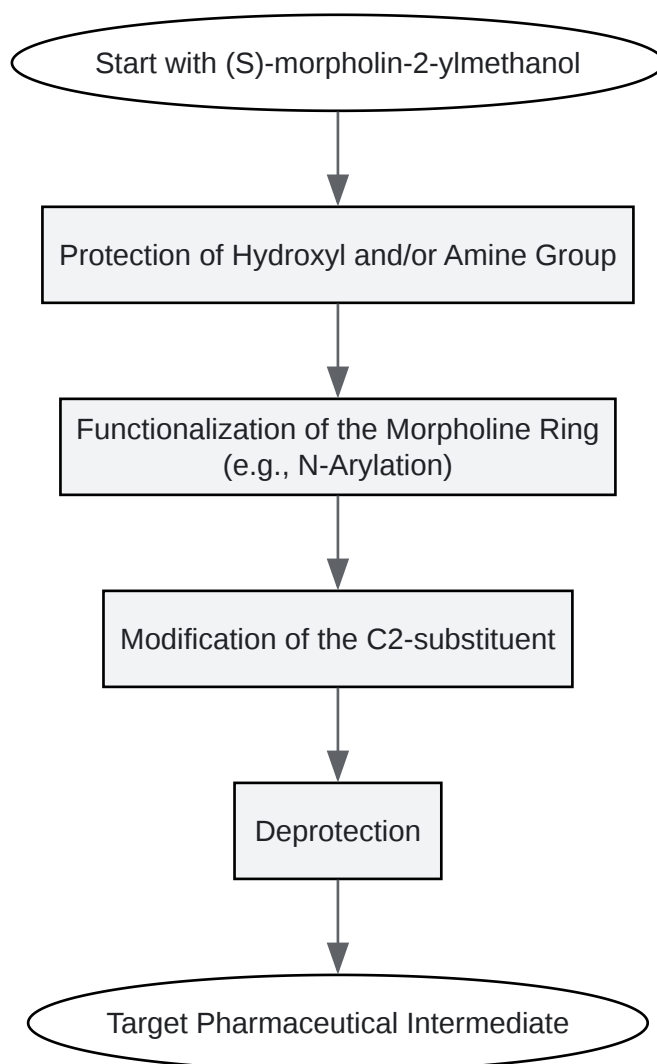 Start with (S)-morpholin-2-ylmethanol
Protection of Hydroxyl and/or Amine Group
Functionalization of the Morpholine Ring
(e.g., N-Arylation)
Modification of the C2-substituent
Deprotection
Target Pharmaceutical Intermediate